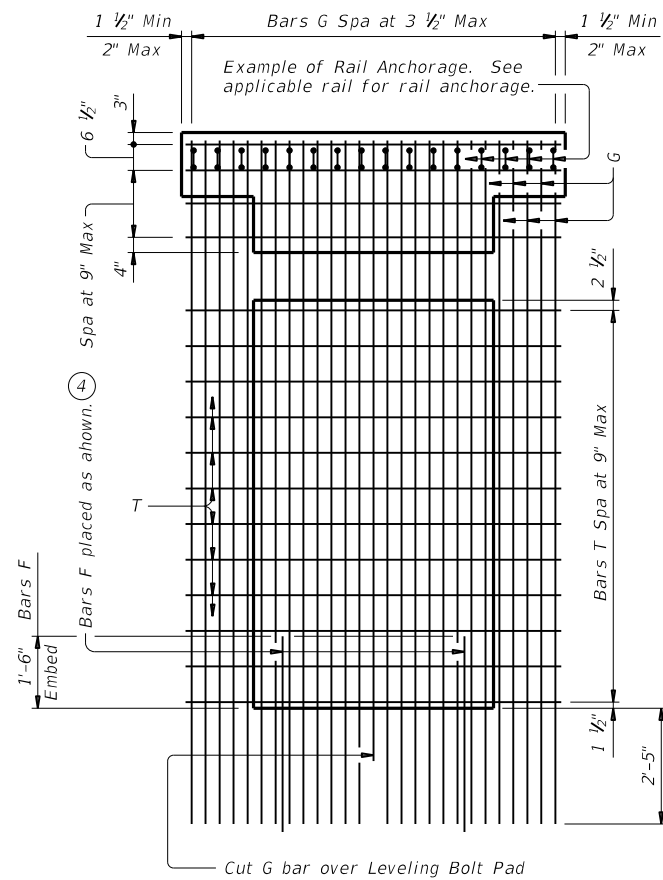 1 ½" Min
2" Max
Bars G Spa at 3 ½" Max
1 ½" Min
2" Max
Example of Rail Anchorage. See
applicable rail for rail anchorage.
3"
6 ½"
Spa at 9" Max
4"
G
2 ½"
Bars T Spa at 9" Max
1 ½"
2'-5"
4
Bars F placed as ahown.
T
Bars F
1'-6"
Embed
Cut G bar over Leveling Bolt Pad